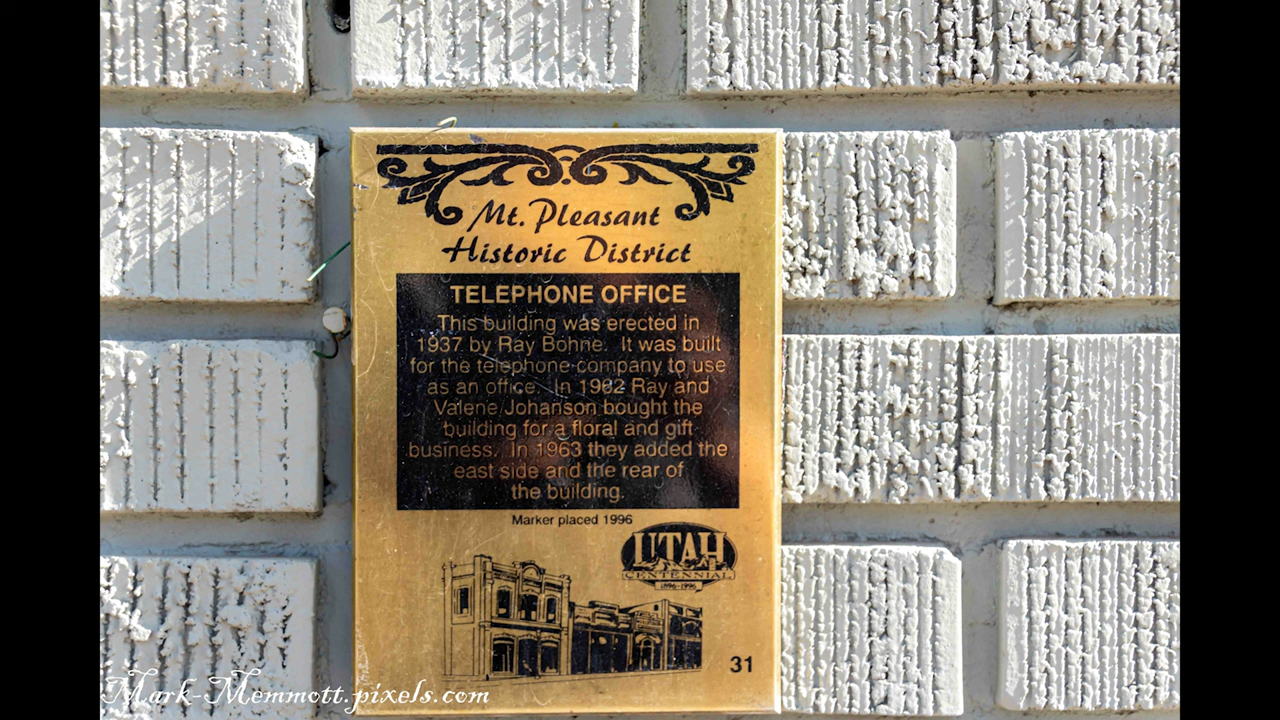 Mt. Pleasant
Historic District
TELEPHONE OFFICE
This building was erected in
1937 by Ray Bohne. It was built
for the telephone company to use
as an office. In 1962 Ray and
Valene Johanson bought the
building for a floral and gift
business. In 1963 they added the
east side and the rear of
the building.
Marker placed 1996
UTAH
CENTENNIAL
1896-1996
31
Mark-Memmott.pixels.com